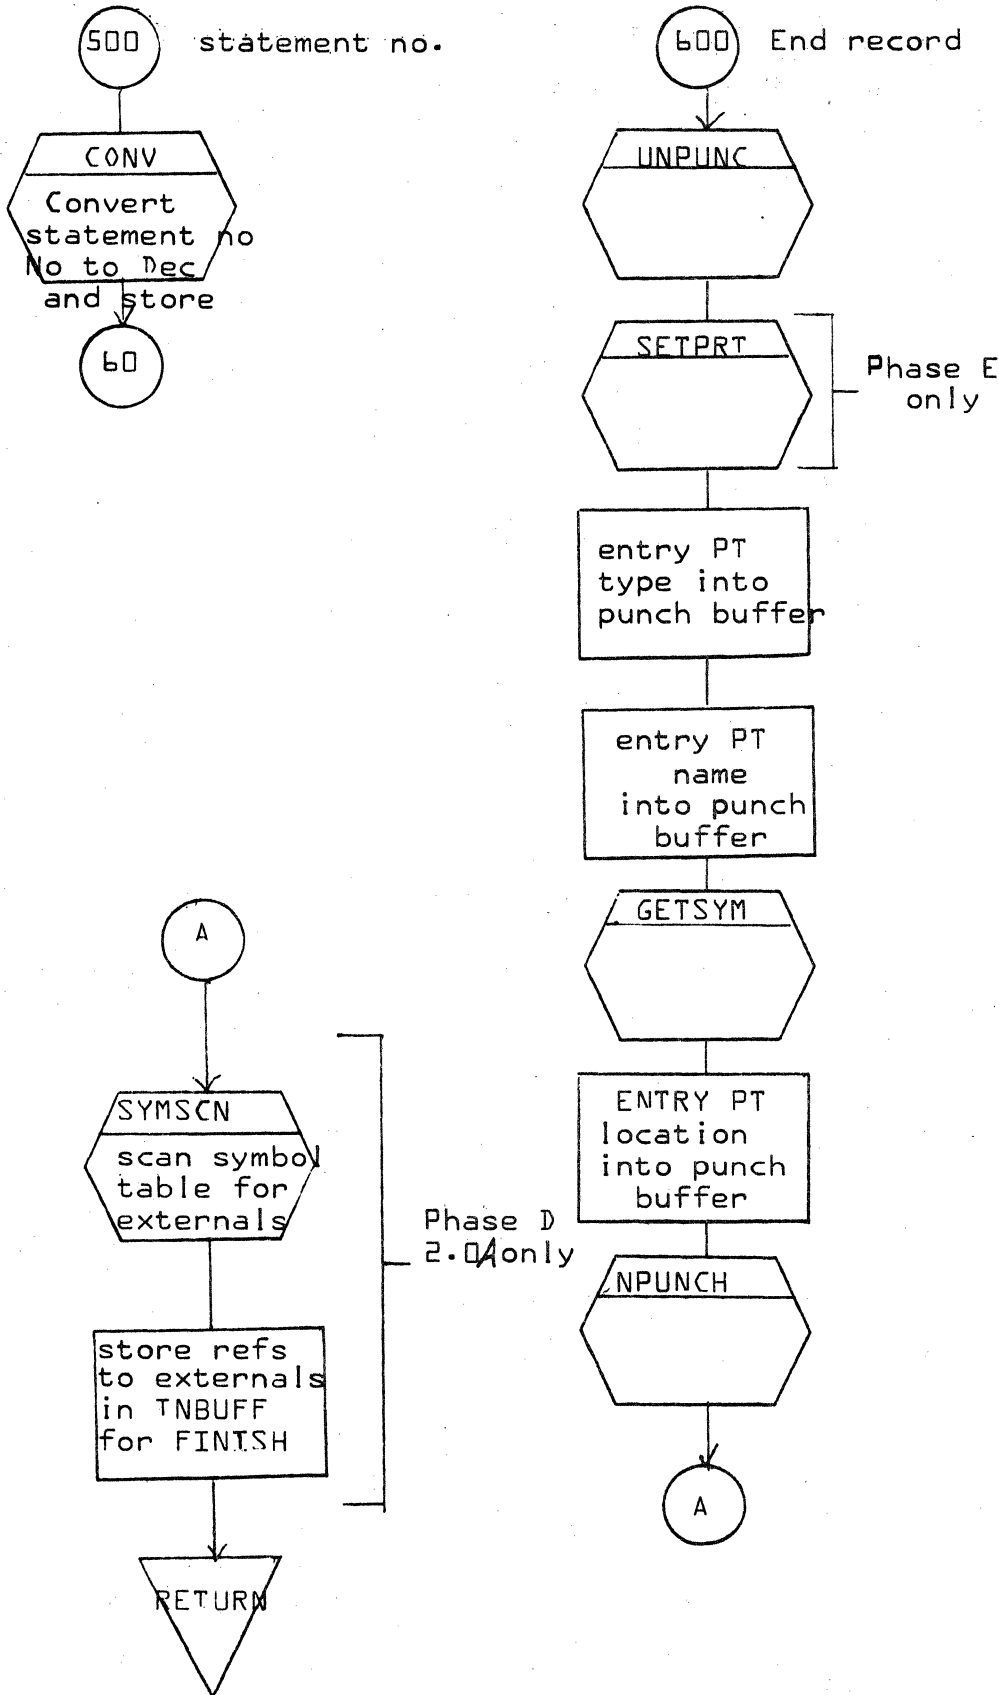 500 statement no.
CONV
Convert
statement no
No to Dec
and store
60
600 End record
UNPUNC
SETPRT
Phase E
only
entry PT
type into
punch buffer
entry PT
name
into punch
buffer
GETSYM
ENTRY PT
location
into punch
buffer
NPUNCH
A
A
SYMSCN
scan symbol
table for
externals
Phase D
2.0A only
store refs
to externals
in TNBUFF
for FINISH
RETURN